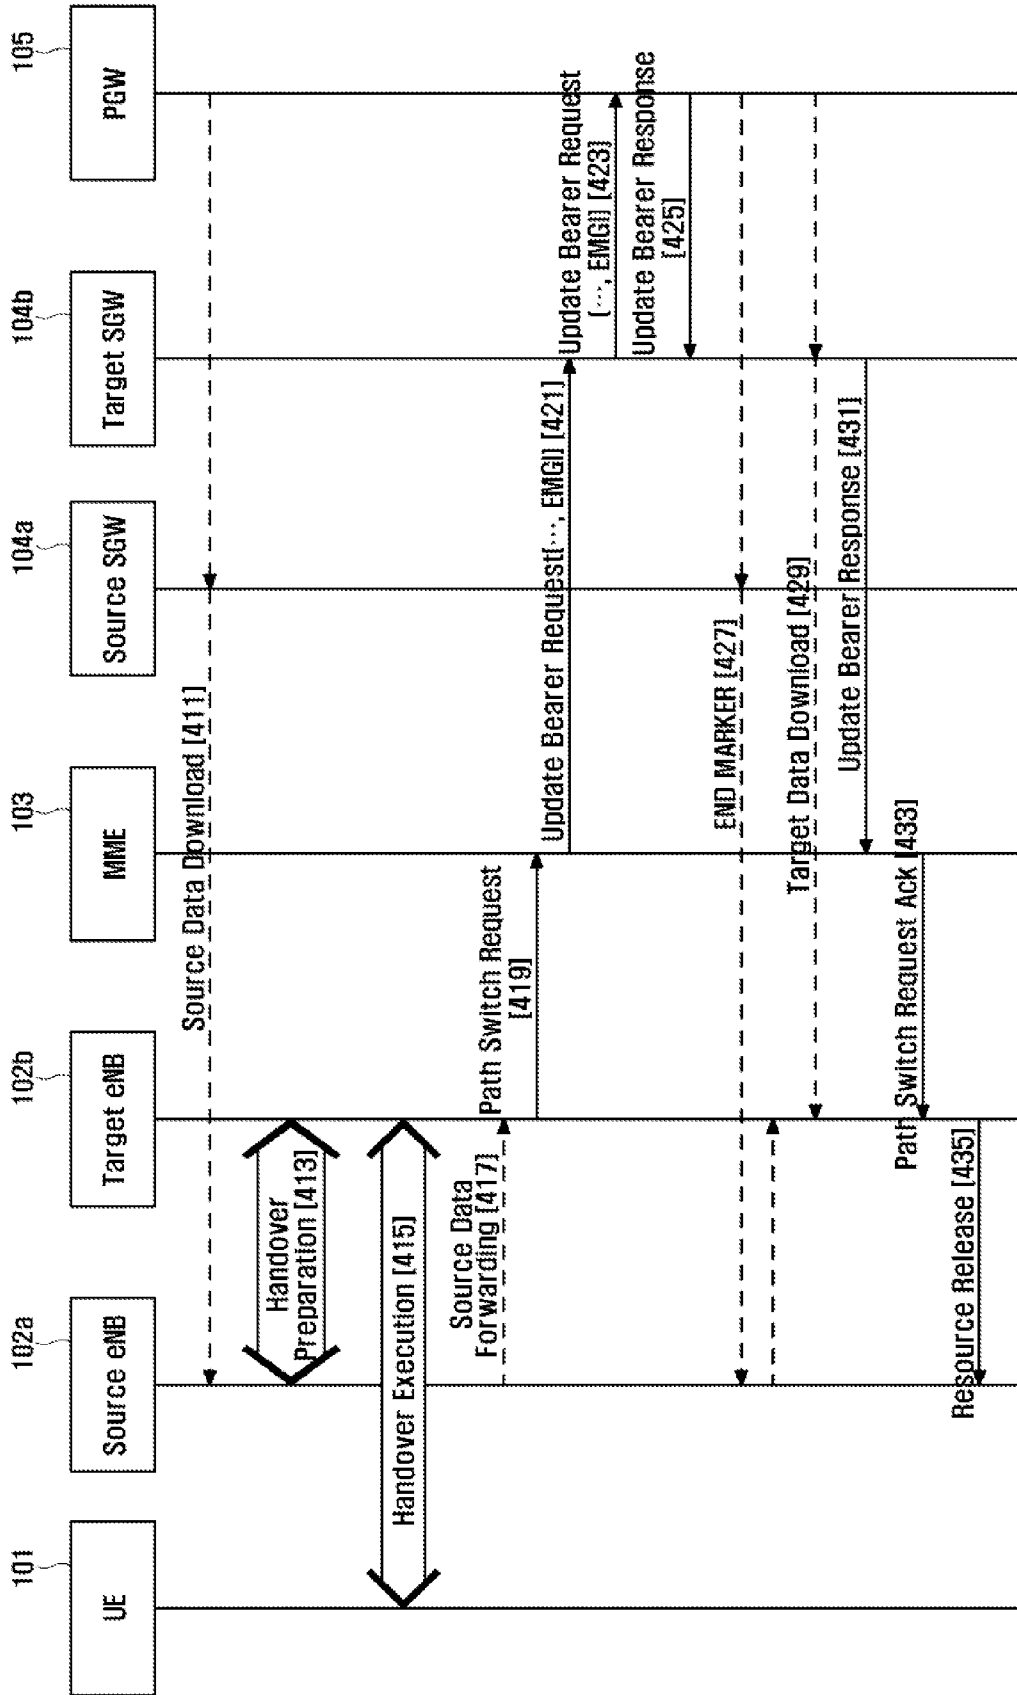 101
102a
102b
103
104a
104b
105
UE
Source eNB
Target eNB
MME
Source SGW
Target SGW
PGW
Source Data Download [411]
Handover
Preparation [413]
Handover Execution [415]
Source Data
Forwarding [417]
Path Switch Request
[419]
Update Bearer Request(···, EMGI) [421]
Update Bearer Request
(···, EMGI) [423]
Update Bearer Response
[425]
END MARKER [427]
Target Data Download [429]
Update Bearer Response [431]
Path Switch Request Ack [433]
Resource Release [435]